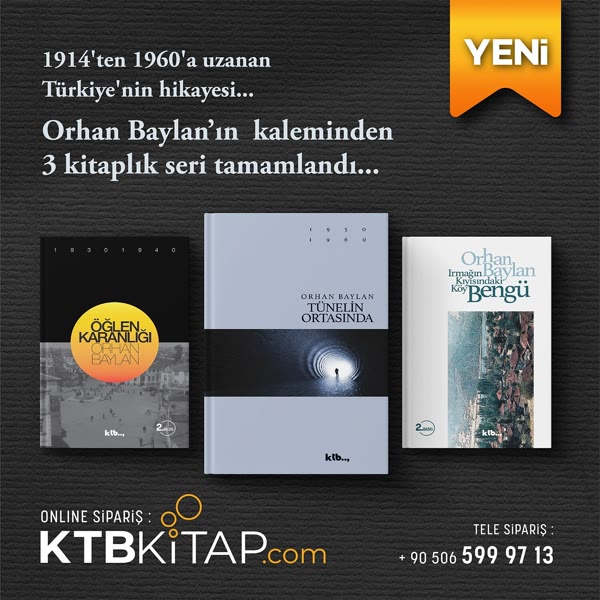 1914'ten 1960'a uzanan
Türkiye'nin hikayesi...
YENİ
Orhan Baylan’ın kaleminden
3 kitaplık seri tamamlandı...
1 9 3 0 1 9 4 0
ÖĞLEN
KARANLIĞI
ORHAN
BAYLAN
ktb..,
1 9 5 0
1 9 6 0
ORHAN BAYLAN
TÜNELİN
ORTASINDA
ktb..,
Orhan
Baylan
Irmağın
Kıyısındaki
Köy Bengü
2. BASKI
ktb..,
ONLINE SİPARİŞ :
KTBKİTAP.com
TELE SİPARİŞ :
+ 90 506 599 97 13